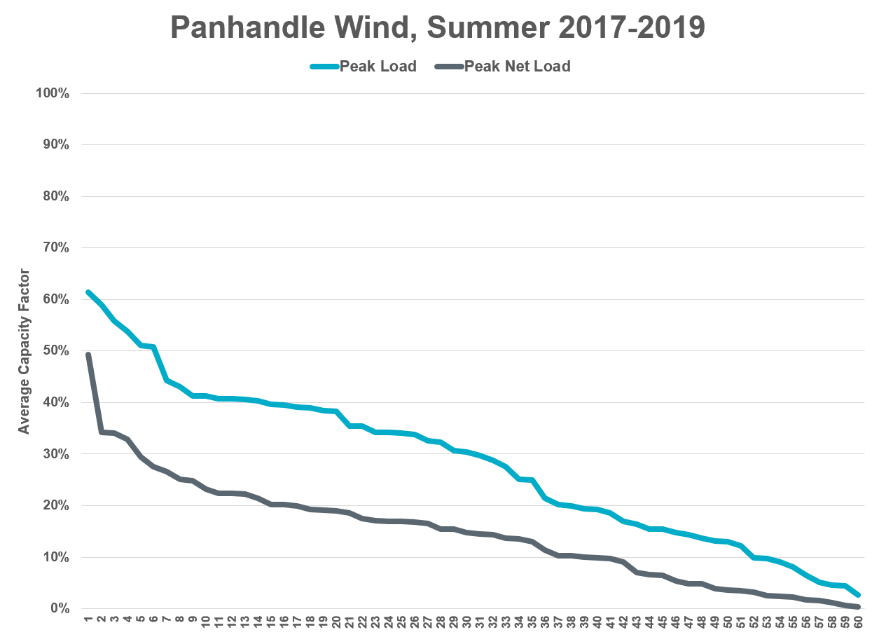 Panhandle Wind, Summer 2017-2019
Peak Load Peak Net Load
100%
90%
80%
70%
60%
50%
40%
30%
20%
10%
0%
Average Capacity Factor
1 2 3 4 5 6 7 8 9 10 11 12 13 14 15 16 17 18 19 20 21 22 23 24 25 26 27 28 29 30 31 32 33 34 35 36 37 38 39 40 41 42 43 44 45 46 47 48 49 50 51 52 53 54 55 56 57 58 59 60